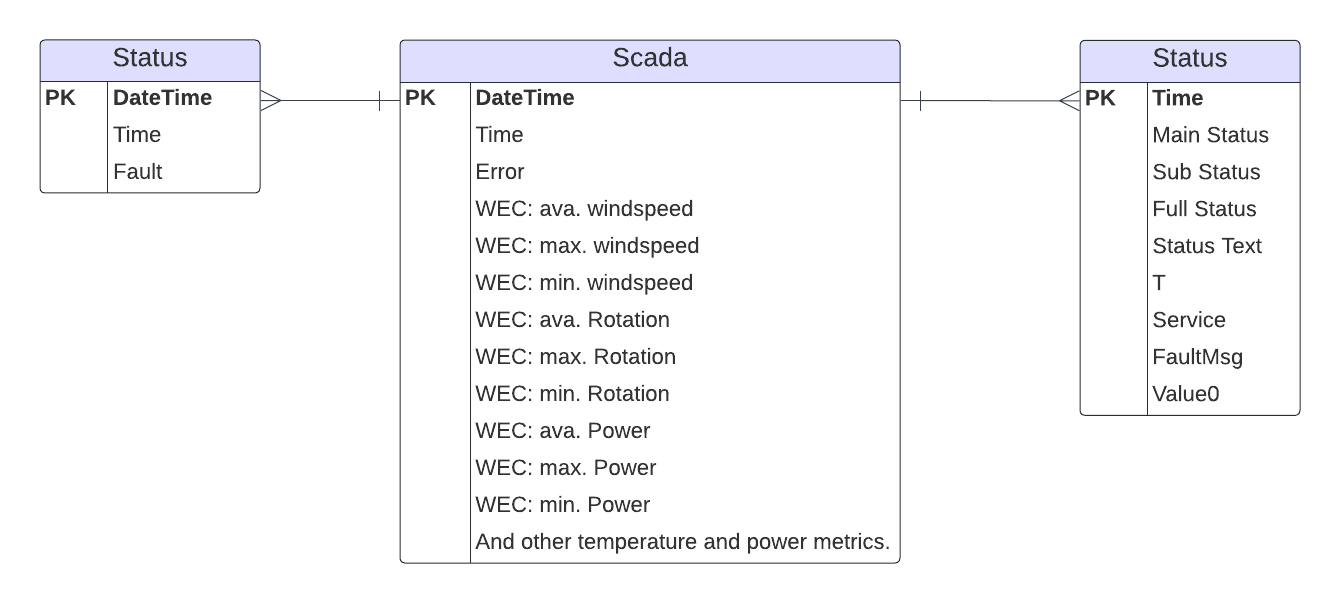 Status
PK DateTime
Time
Fault
Scada
PK DateTime
Time
Error
WEC: ava. windspeed
WEC: max. windspeed
WEC: min. windspeed
WEC: ava. Rotation
WEC: max. Rotation
WEC: min. Rotation
WEC: ava. Power
WEC: max. Power
WEC: min. Power
And other temperature and power metrics.
Status
PK Time
Main Status
Sub Status
Full Status
Status Text
T
Service
FaultMsg
Value0